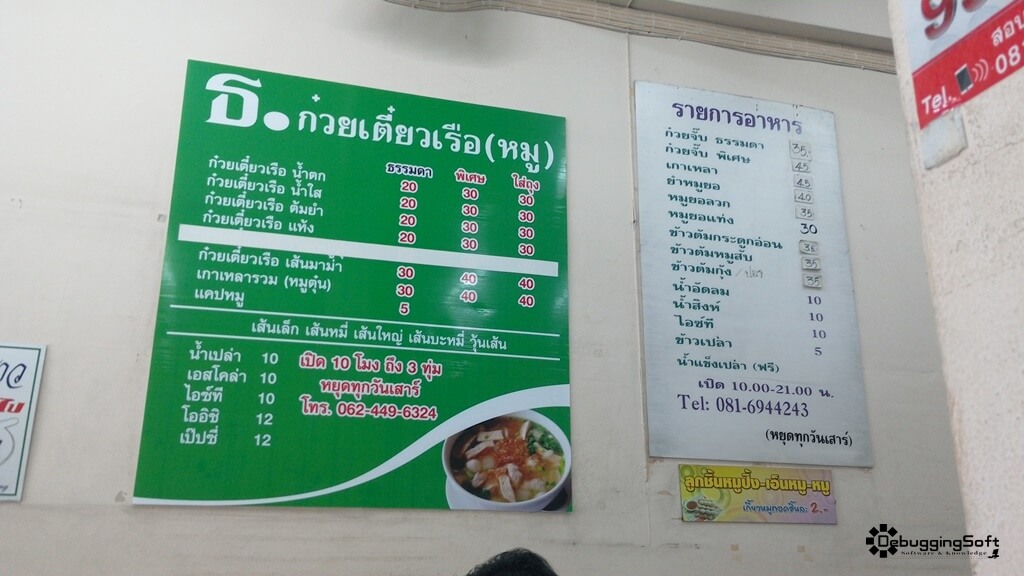 ธ. ก๋วยเตี๋ยวเรือ(หมู)
ธรรมดา พิเศษ ใส่ถุง
ก๋วยเตี๋ยวเรือ น้ำตก 20 30 30
ก๋วยเตี๋ยวเรือ น้ำใส 20 30 30
ก๋วยเตี๋ยวเรือ ต้มยำ 20 30 30
ก๋วยเตี๋ยวเรือ แห้ง 20 30 30
ก๋วยเตี๋ยวเรือ เส้นมาม่า 30 40 40
เกาเหลารวม (หมูตุ๋น) 30 40 40
แคปหมู 5
เส้นเล็ก เส้นหมี่ เส้นใหญ่ เส้นบะหมี่ วุ้นเส้น
น้ำเปล่า 10
เอสโคล่า 10
ไอซ์ที 10
โออิชิ 12
เป๊ปซี่ 12
เปิด 10 โมง ถึง 3 ทุ่ม
หยุดทุกวันเสาร์
โทร. 062-449-6324
รายการอาหาร
ก๋วยจั๊บ ธรรมดา 35.-
ก๋วยจั๊บ พิเศษ 45
เกาเหลา 45
ยำหมูยอ 40
หมูยอลวก 35
หมูยอแท่ง 30
ข้าวต้มกระดูกอ่อน 35
ข้าวต้มหมูสับ 35
ข้าวต้มกุ้ง 35
น้ำอัดลม 10
น้ำสิงห์ 10
ไอซ์ที 10
ข้าวเปล่า 5
น้ำแข็งเปล่า (ฟรี)
เปิด 10.00-21.00 น.
Tel: 081-6944243
(หยุดทุกวันเสาร์)
ลูกชิ้นหมูปิ้ง-เอ็นหมู-หมู
เกี๊ยวหมูทอดชิ้นละ 2.-
Tel.
สอบ
08
DebuggingSoft
Software & Knowledge